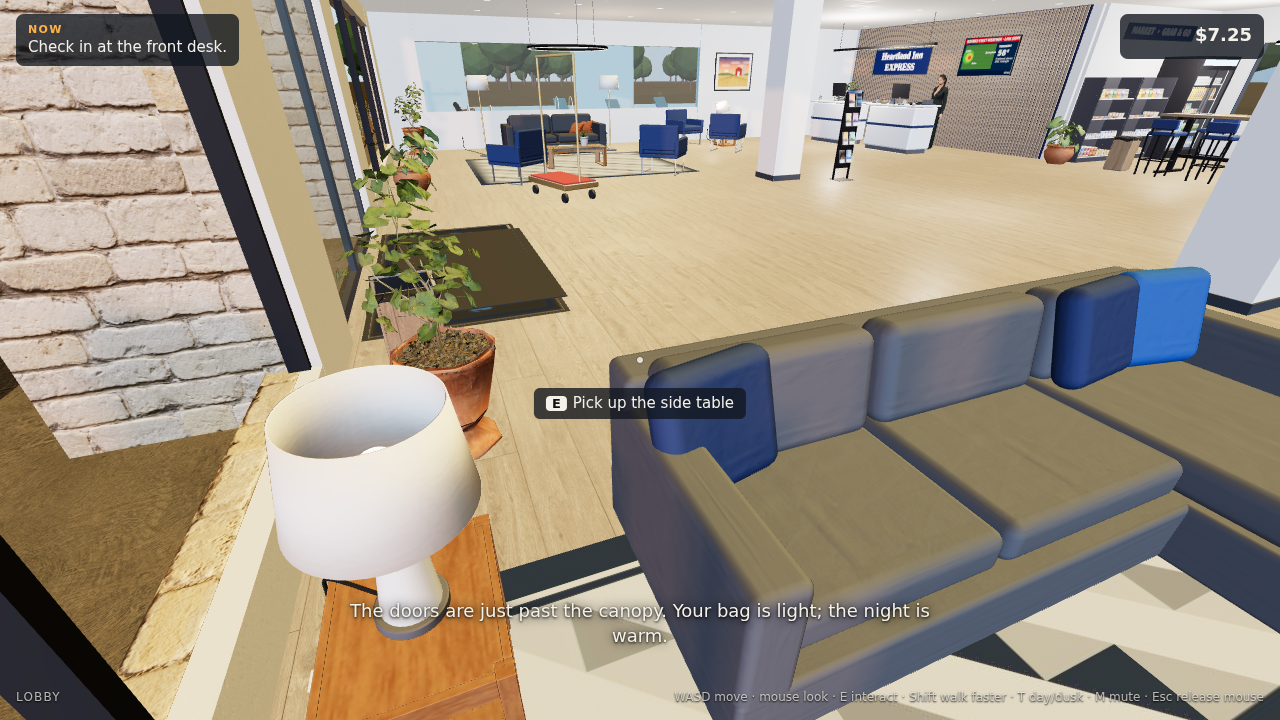 NOW
Check in at the front desk.
$7.25
Heartland Inn
EXPRESS
E Pick up the side table
The doors are just past the canopy. Your bag is light; the night is
warm.
LOBBY
WASD move · mouse look · E interact · Shift walk faster · T day/dusk · M mute · Esc release mouse